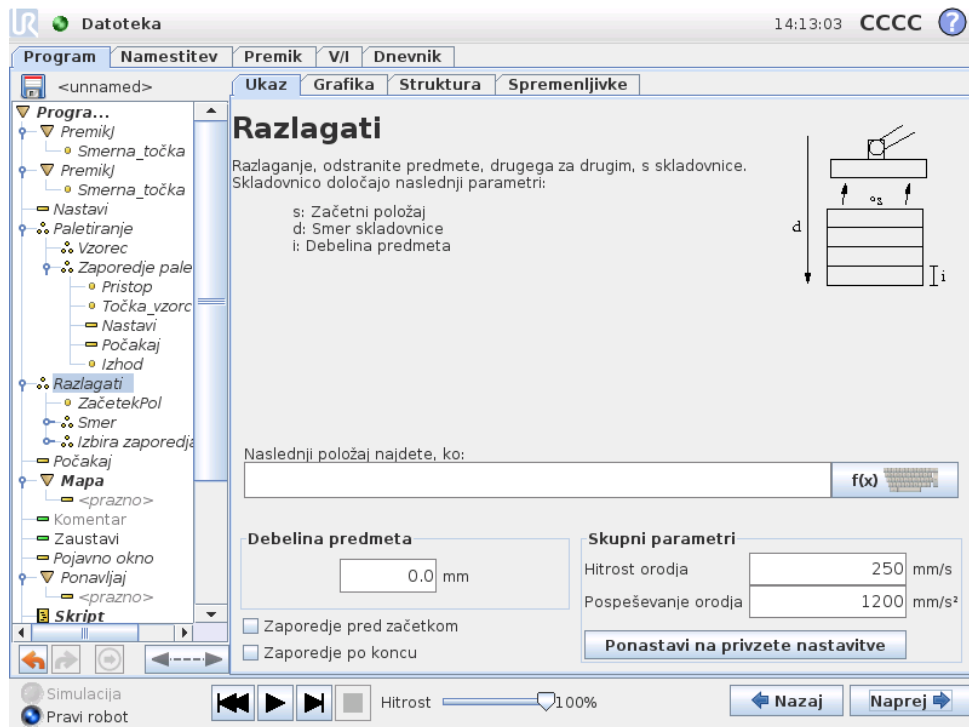 UR Datoteka 14:13:03 CCCC ?
Program Namestitev Premik V/I Dnevnik
<unnamed>
Progra...
PremikJ
Smerna_točka
PremikJ
Smerna_točka
Nastavi
Paletiranje
Vzorec
Zaporedje pale
Pristop
Točka_vzorc
Nastavi
Počakaj
Izhod
Razlagati
ZačetekPol
Smer
Izbira zaporedja
Počakaj
Mapa
<prazno>
Komentar
Zaustavi
Pojavno okno
Ponavljaj
<prazno>
Skript
Ukaz Grafika Struktura Spremenljivke
Razlagati
Razlaganje, odstranite predmete, drugega za drugim, s skladovnice.
Skladovnico določajo naslednji parametri:
s: Začetni položaj
d: Smer skladovnice
i: Debelina predmeta
s
d
i
Naslednji položaj najdete, ko:
f(x)
Debelina predmeta
0.0 mm
Zaporedje pred začetkom
Zaporedje po koncu
Skupni parametri
Hitrost orodja 250 mm/s
Pospeševanje orodja 1200 mm/s²
Ponastavi na privzete nastavitve
Simulacija
Pravi robot
Hitrost 100%
Nazaj Naprej